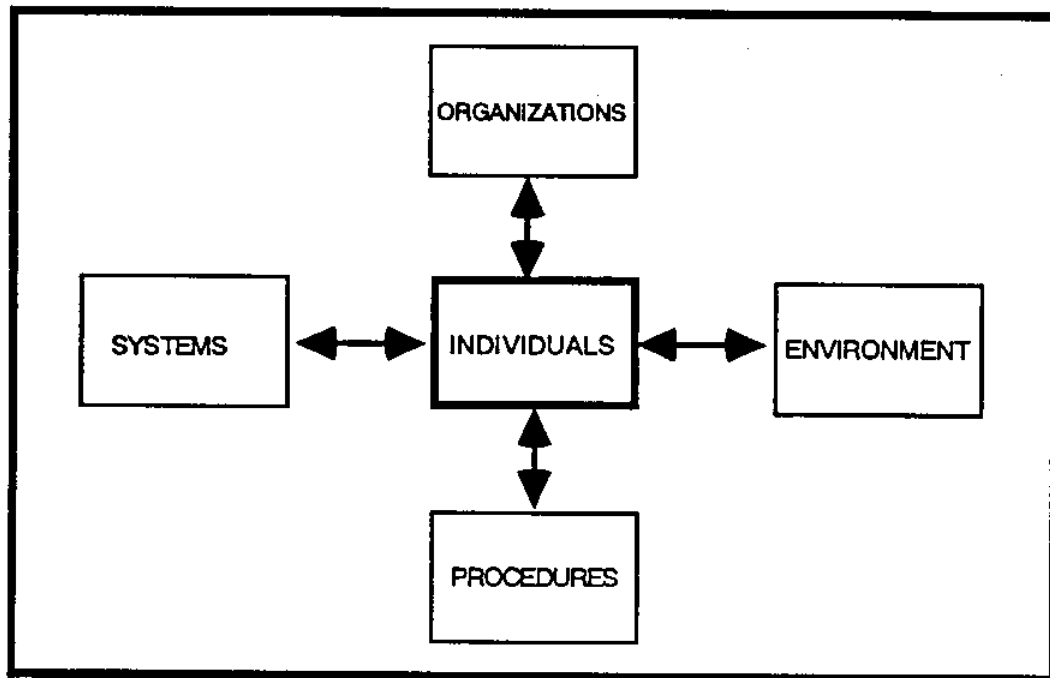 ORGANIZATIONS
SYSTEMS
INDIVIDUALS
ENVIRONMENT
PROCEDURES